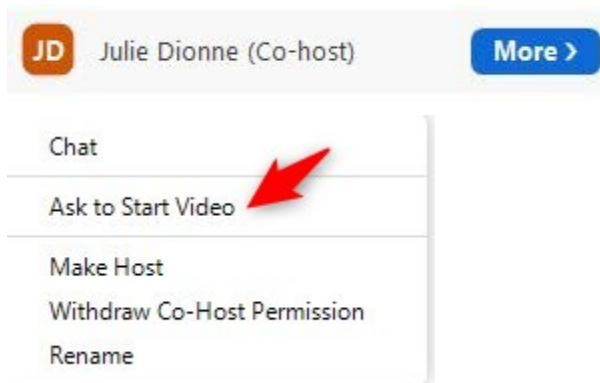 JD Julie Dionne (Co-host) More >
Chat
Ask to Start Video
Make Host
Withdraw Co-Host Permission
Rename